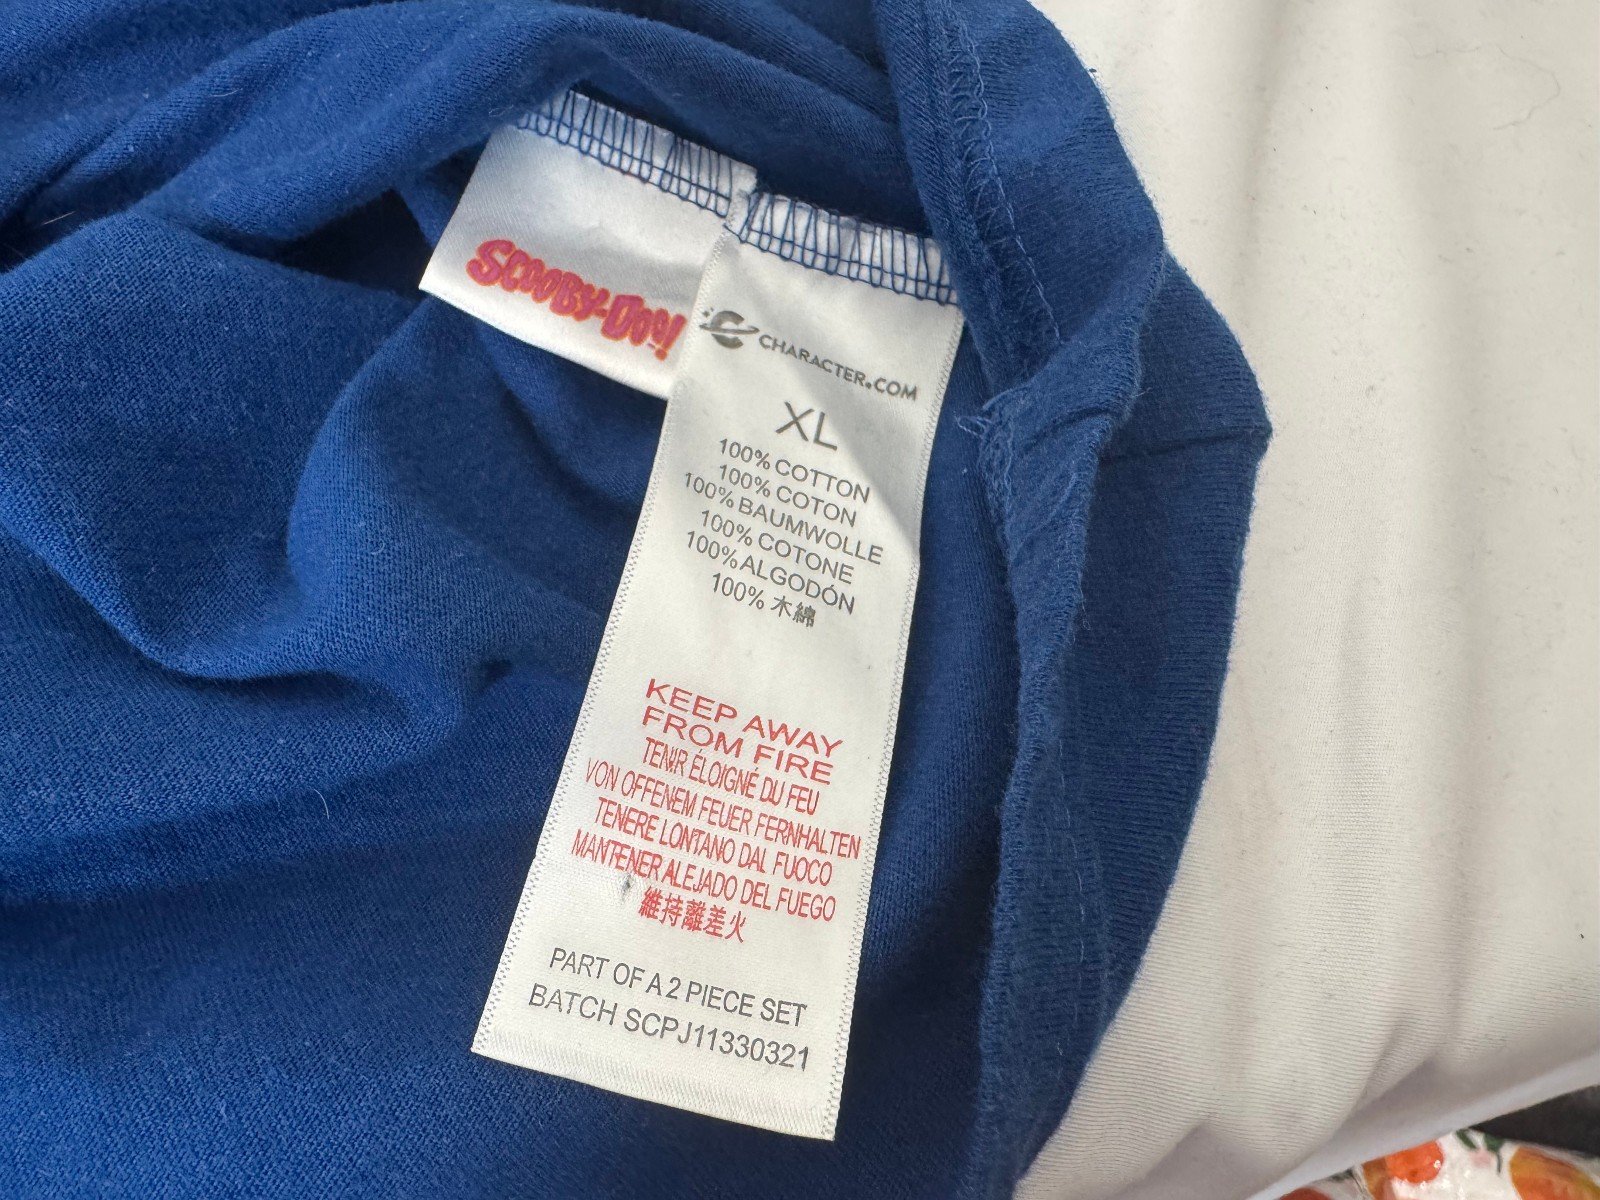 SCOOBY-DOO!
CHARACTER.COM
XL
100% COTTON
100% COTON
100% BAUMWOLLE
100% COTONE
100% ALGODÓN
100% 木綿
KEEP AWAY
FROM FIRE
TENIR ÉLOIGNÉ DU FEU
VON OFFENEM FEUER FERNHALTEN
TENERE LONTANO DAL FUOCO
MANTENER ALEJADO DEL FUEGO
維持離差火
PART OF A 2 PIECE SET
BATCH SCPJ11330321